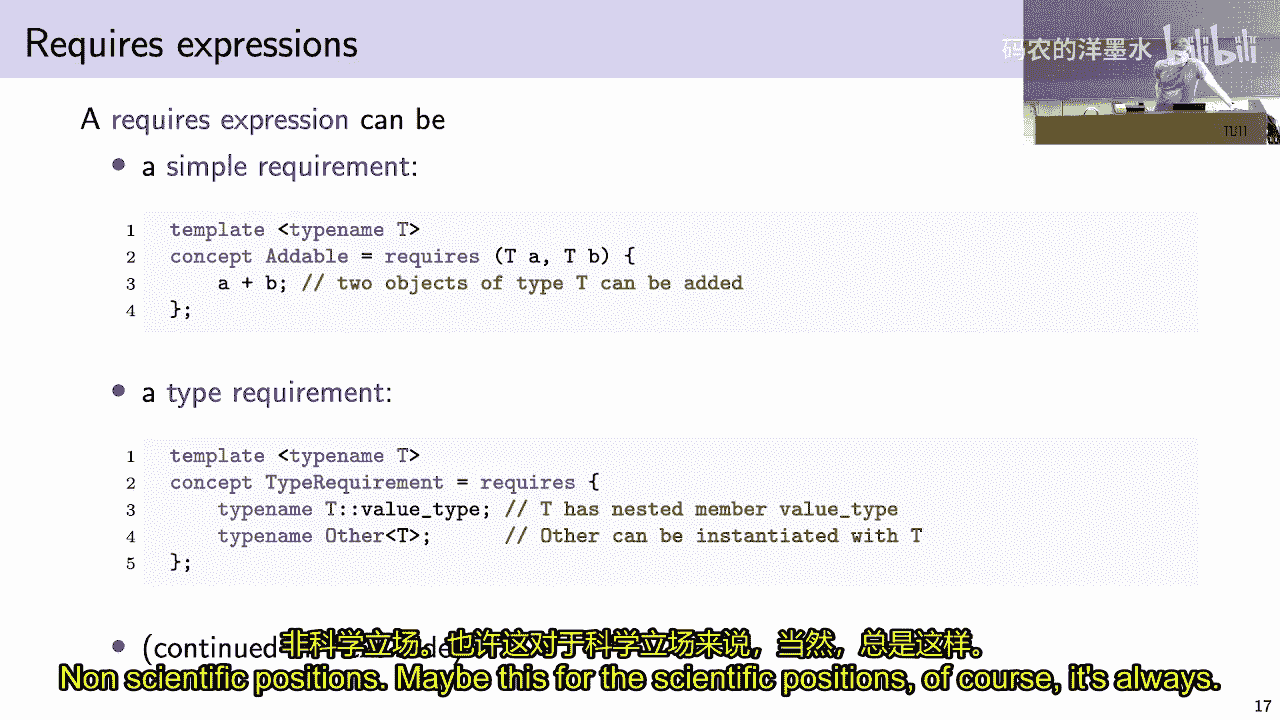 Requires expressions
码农的洋墨水 bilibili
TUM
A requires expression can be
• a simple requirement:
1 template <typename T>
2 concept Addable = requires (T a, T b) {
3 a + b; // two objects of type T can be added
4 };
• a type requirement:
1 template <typename T>
2 concept TypeRequirement = requires {
3 typename T::value_type; // T has nested member value_type
4 typename Other<T>; // Other can be instantiated with T
5 };
• (continued
非科学立场。也许这对于科学立场来说，当然，总是这样。
Non scientific positions. Maybe this for the scientific positions, of course, it's always.
17